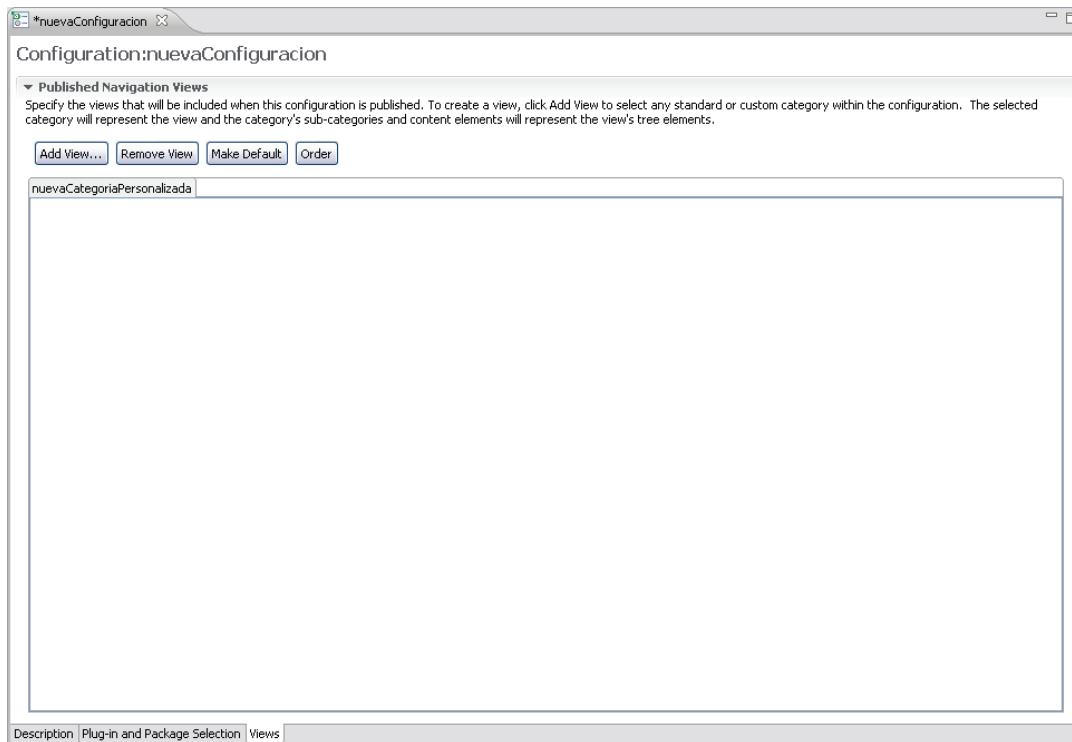 *nuevaConfiguracion
Configuration:nuevaConfiguracion
Published Navigation Views
Specify the views that will be included when this configuration is published. To create a view, click Add View to select any standard or custom category within the configuration. The selected
category will represent the view and the category's sub-categories and content elements will represent the view's tree elements.
Add View... Remove View Make Default Order
nuevaCategoriaPersonalizada
Description Plug-in and Package Selection Views